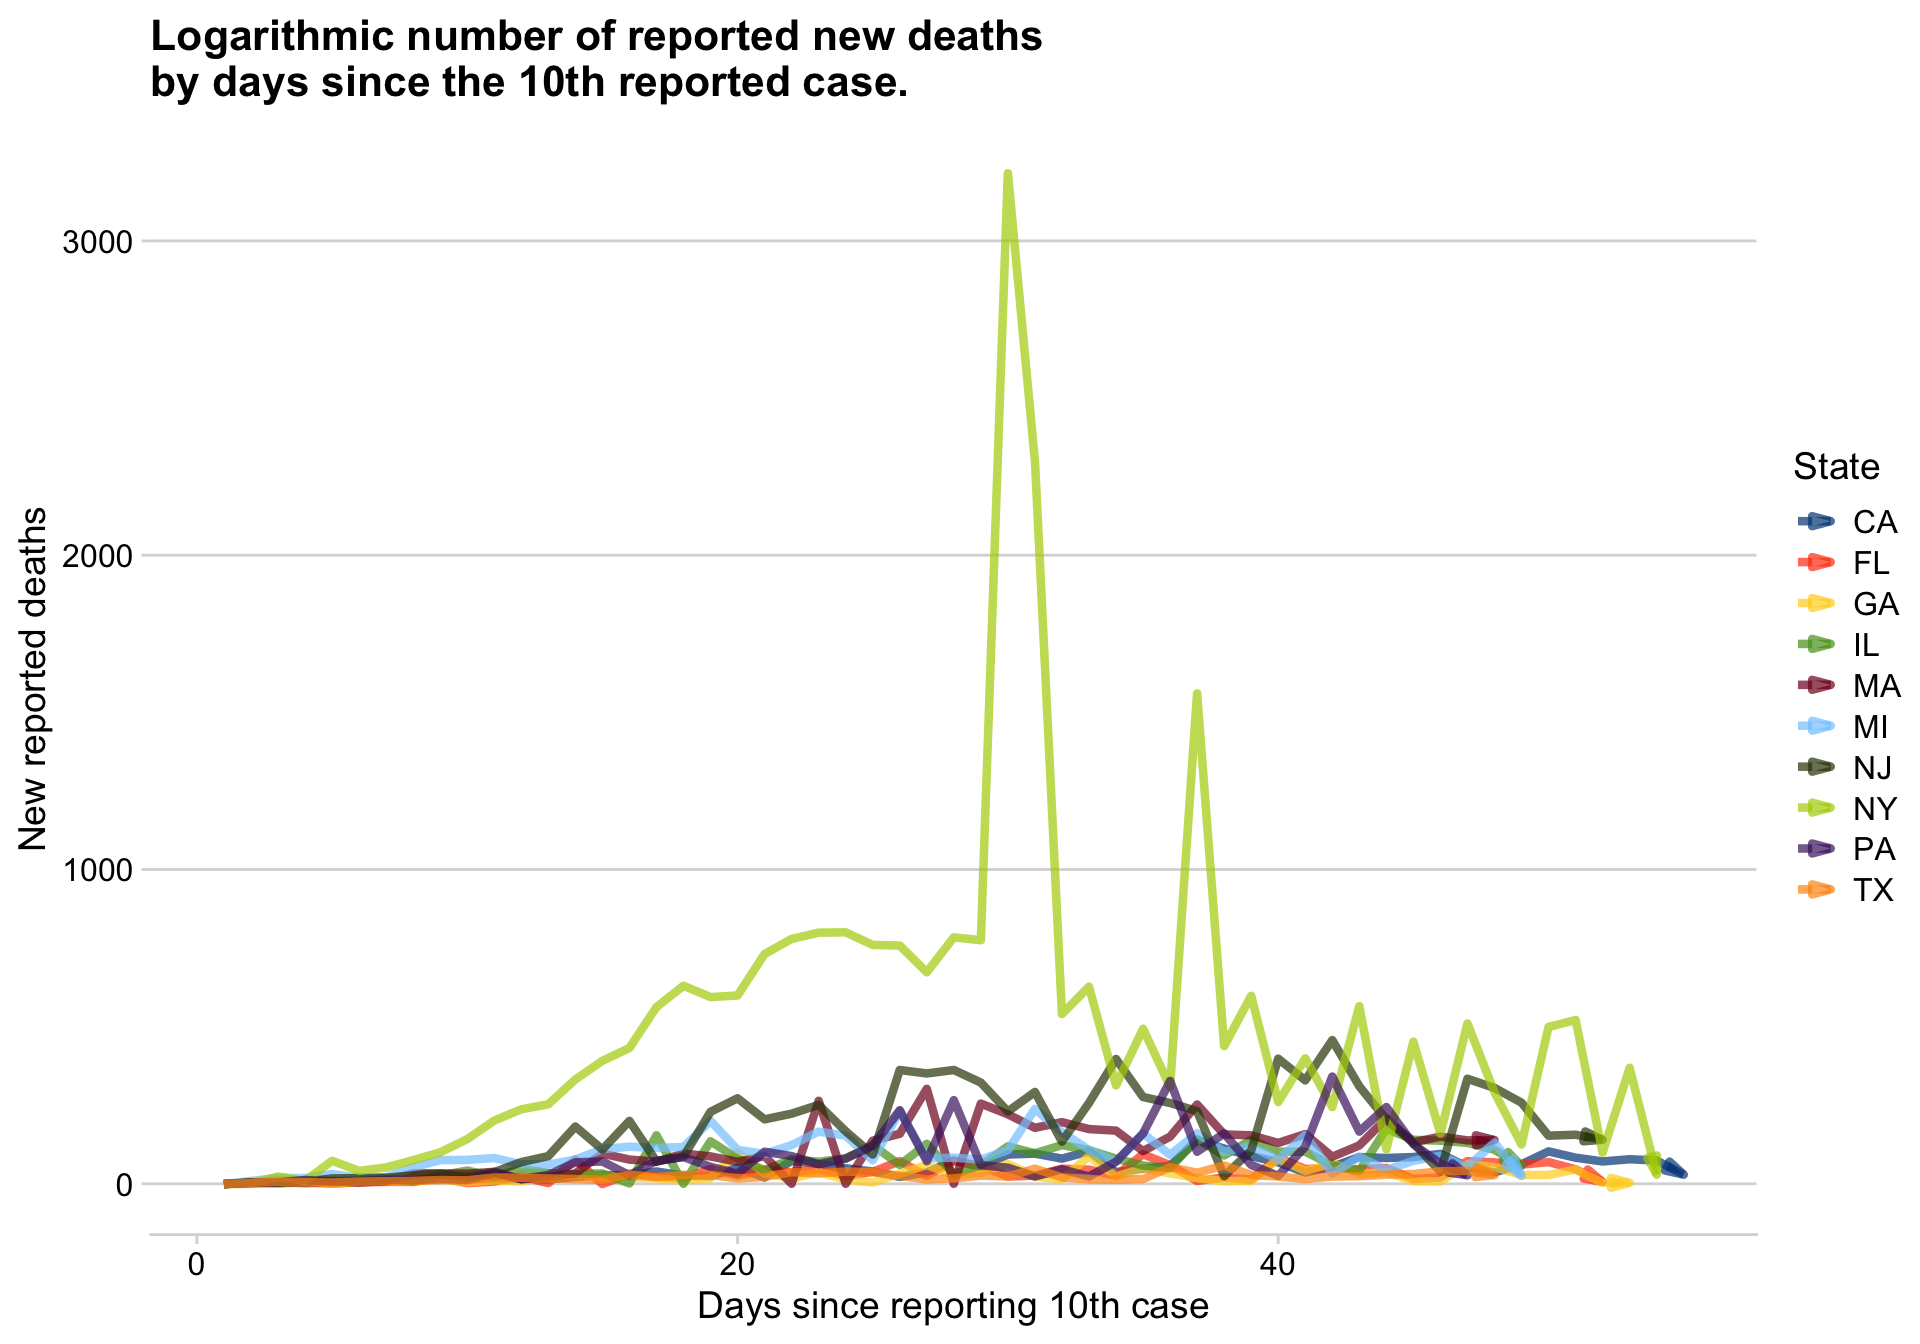 Logarithmic number of reported new deaths
by days since the 10th reported case.
3000
2000
1000
0
New reported deaths
0 20 40
Days since reporting 10th case
State
CA
FL
GA
IL
MA
MI
NJ
NY
PA
TX